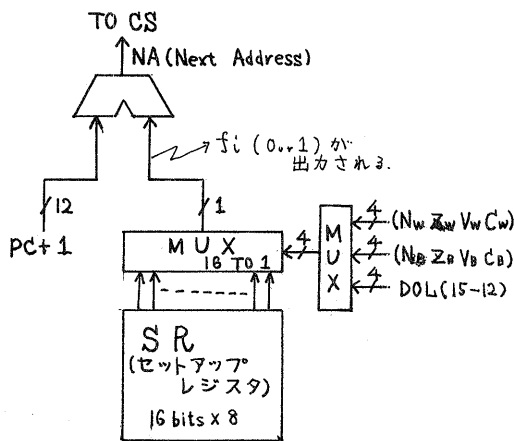 TO CS
NA (Next Address)
fi (0 or 1) が
出力される.
12
1
PC+1
MUX
16 TO 1
4
MUX
4
(Nw Zw Vw Cw)
4
(NB ZB VB CB)
4
DOL(15-12)
SR
(セットアップ
レジスタ)
16 bits x 8